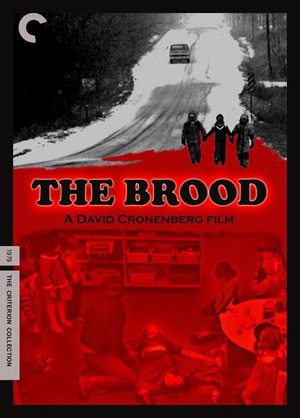 THE BROOD
A DAVID CRONENBERG FILM
1979
THE CRITERION COLLECTION